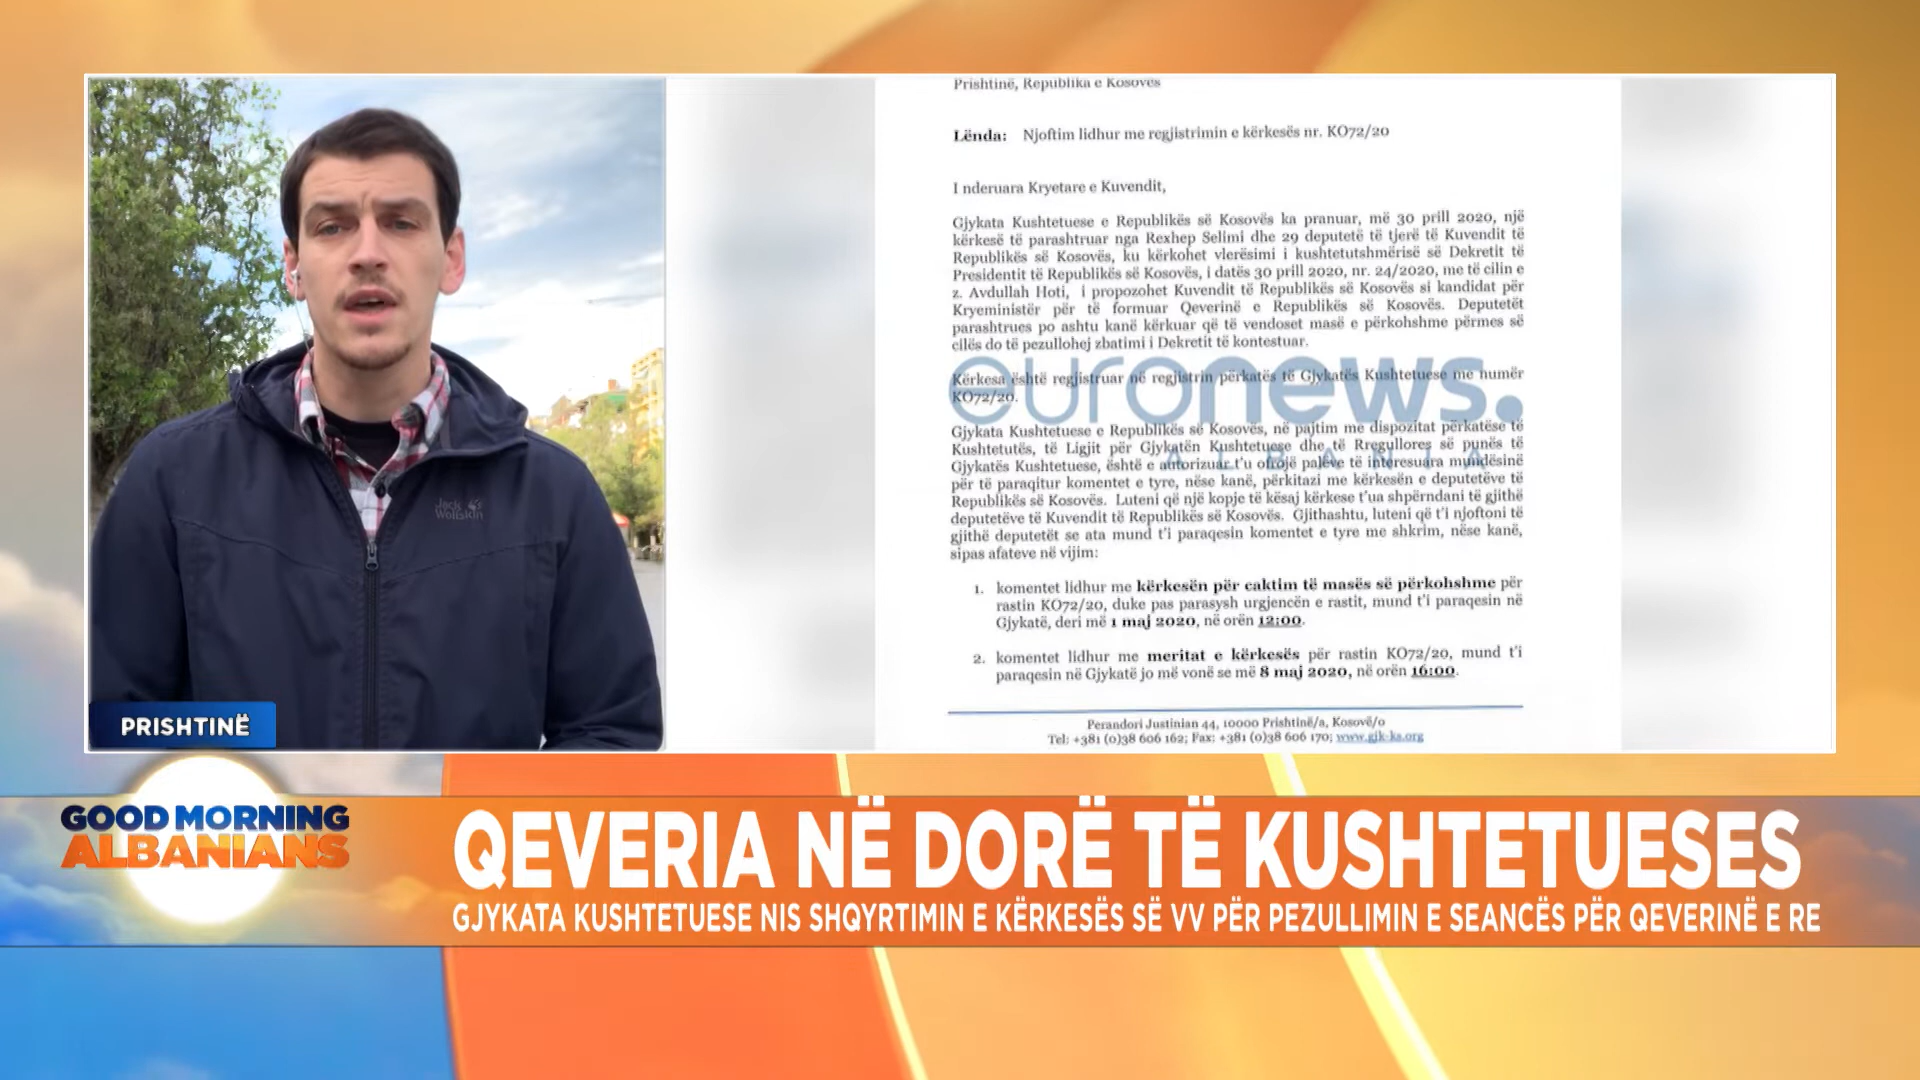 Prishtinë, Republika e Kosovës
Lënda: Njoftim lidhur me regjistrimin e kërkesës nr. KO72/20
I nderuara Kryetare e Kuvendit,
Gjykata Kushtetuese e Republikës së Kosovës ka pranuar, më 30 prill 2020, një
kërkesë të parashtruar nga Rexhep Selimi dhe 29 deputetë të tjerë të Kuvendit të
Republikës së Kosovës, ku kërkohet vlerësimi i kushtetutshmërisë së Dekretit të
Presidentit të Republikës së Kosovës, i datës 30 prill 2020, nr. 24/2020, me të cilin e
z. Avdullah Hoti, i propozohet Kuvendit të Republikës së Kosovës si kandidat për
Kryeministër për të formuar Qeverinë e Republikës së Kosovës. Deputetët
parashtrues po ashtu kanë kërkuar që të vendoset masë e përkohshme përmes së
cilës do të pezullohej zbatimi i Dekretit të kontestuar.
Kërkesa është regjistruar në regjistrin përkatës të Gjykatës Kushtetuese me numër
KO72/20.
euronews.
ALBANIA
Gjykata Kushtetuese e Republikës së Kosovës, në pajtim me dispozitat përkatëse të
Kushtetutës, të Ligjit për Gjykatën Kushtetuese dhe të Rregullores së punës të
Gjykatës Kushtetuese, është e autorizuar t'u ofrojë palëve të interesuara mundësinë
për të paraqitur komentet e tyre, nëse kanë, përkitazi me kërkesën e deputetëve të
Republikës së Kosovës. Luteni që një kopje të kësaj kërkese t'ua shpërndani të gjithë
deputetëve të Kuvendit të Republikës së Kosovës. Gjithashtu, luteni që t'i njoftoni të
gjithë deputetët se ata mund t'i paraqesin komentet e tyre me shkrim, nëse kanë,
sipas afateve në vijim:
1. komentet lidhur me kërkesën për caktim të masës së përkohshme për
rastin KO72/20, duke pas parasysh urgjencën e rastit, mund t'i paraqesin në
Gjykatë, deri më 1 maj 2020, në orën 12:00.
2. komentet lidhur me meritat e kërkesës për rastin KO72/20, mund t'i
paraqesin në Gjykatë jo më vonë se më 8 maj 2020, në orën 16:00.
Perandori Justinian 44, 10000 Prishtinë/a, Kosovë/o
Tel: +381 (0)38 606 162; Fax: +381 (0)38 606 170; www.gjk-ks.org
Jack
Wolfskin
PRISHTINË
GOOD MORNING
ALBANIANS
QEVERIA NË DORË TË KUSHTETUESES
GJYKATA KUSHTETUESE NIS SHQYRTIMIN E KËRKESËS SË VV PËR PEZULLIMIN E SEANCËS PËR QEVERINË E RE